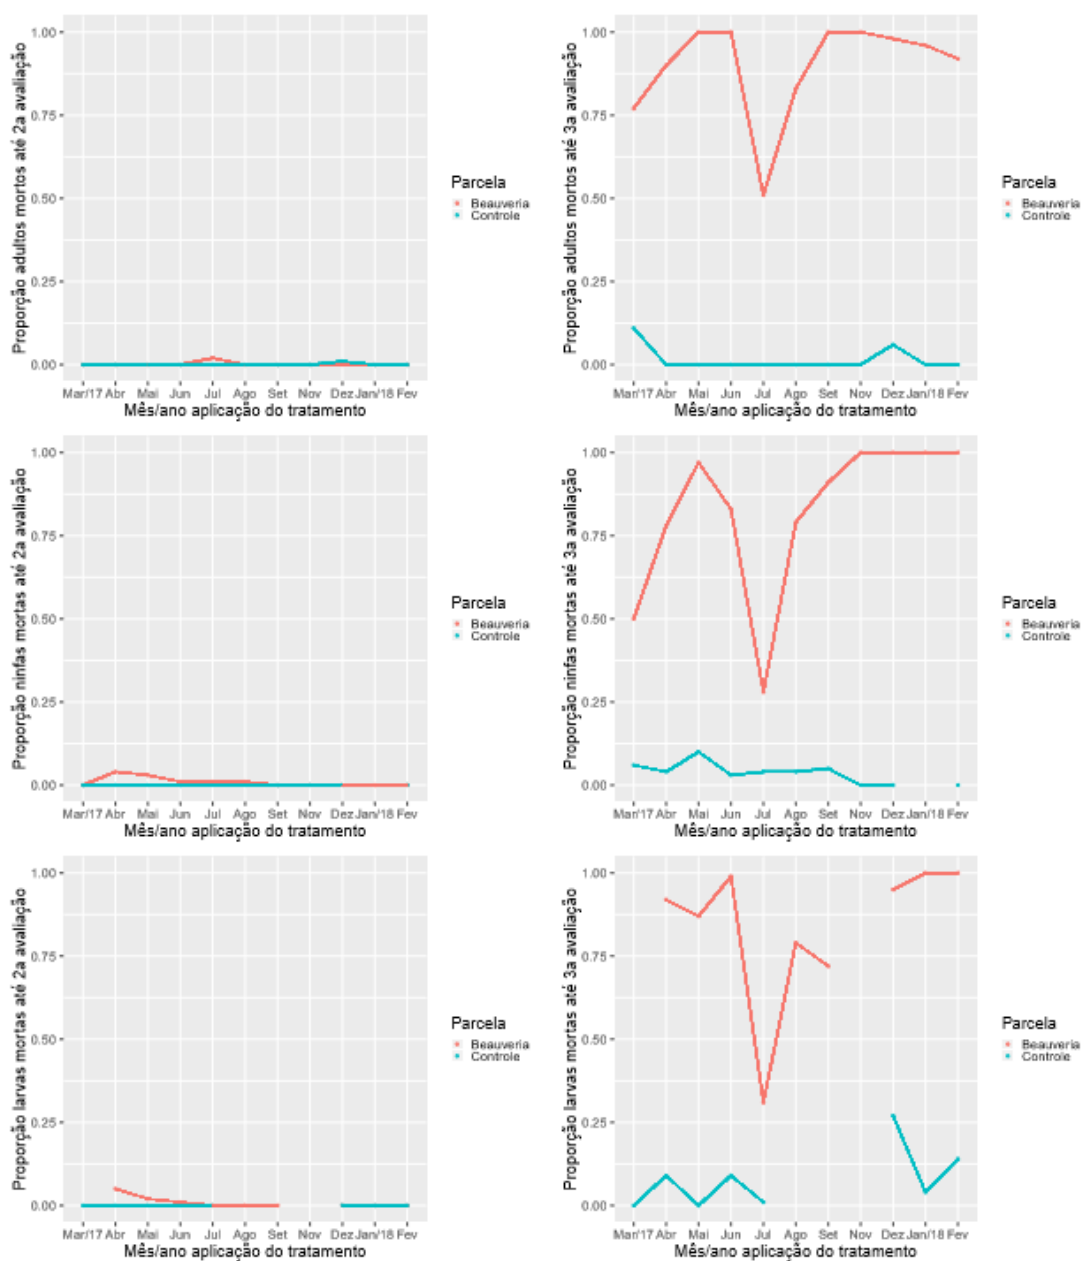 Proporção adultos mortos até 2a avaliação
1.00
0.75
0.50
0.25
0.00
Mar/17 Abr Mai Jun Jul Ago Set Nov Dez Jan/18 Fev
Mês/ano aplicação do tratamento
Parcela
Beauveria
Controle
Proporção adultos mortos até 3a avaliação
1.00
0.75
0.50
0.25
0.00
Mar/17 Abr Mai Jun Jul Ago Set Nov Dez Jan/18 Fev
Mês/ano aplicação do tratamento
Parcela
Beauveria
Controle
Proporção ninfas mortas até 2a avaliação
1.00
0.75
0.50
0.25
0.00
Mar/17 Abr Mai Jun Jul Ago Set Nov Dez Jan/18 Fev
Mês/ano aplicação do tratamento
Parcela
Beauveria
Controle
Proporção ninfas mortas até 3a avaliação
1.00
0.75
0.50
0.25
0.00
Mar/17 Abr Mai Jun Jul Ago Set Nov Dez Jan/18 Fev
Mês/ano aplicação do tratamento
Parcela
Beauveria
Controle
Proporção larvas mortas até 2a avaliação
1.00
0.75
0.50
0.25
0.00
Mar/17 Abr Mai Jun Jul Ago Set Nov Dez Jan/18 Fev
Mês/ano aplicação do tratamento
Parcela
Beauveria
Controle
Proporção larvas mortas até 3a avaliação
1.00
0.75
0.50
0.25
0.00
Mar/17 Abr Mai Jun Jul Ago Set Nov Dez Jan/18 Fev
Mês/ano aplicação do tratamento
Parcela
Beauveria
Controle